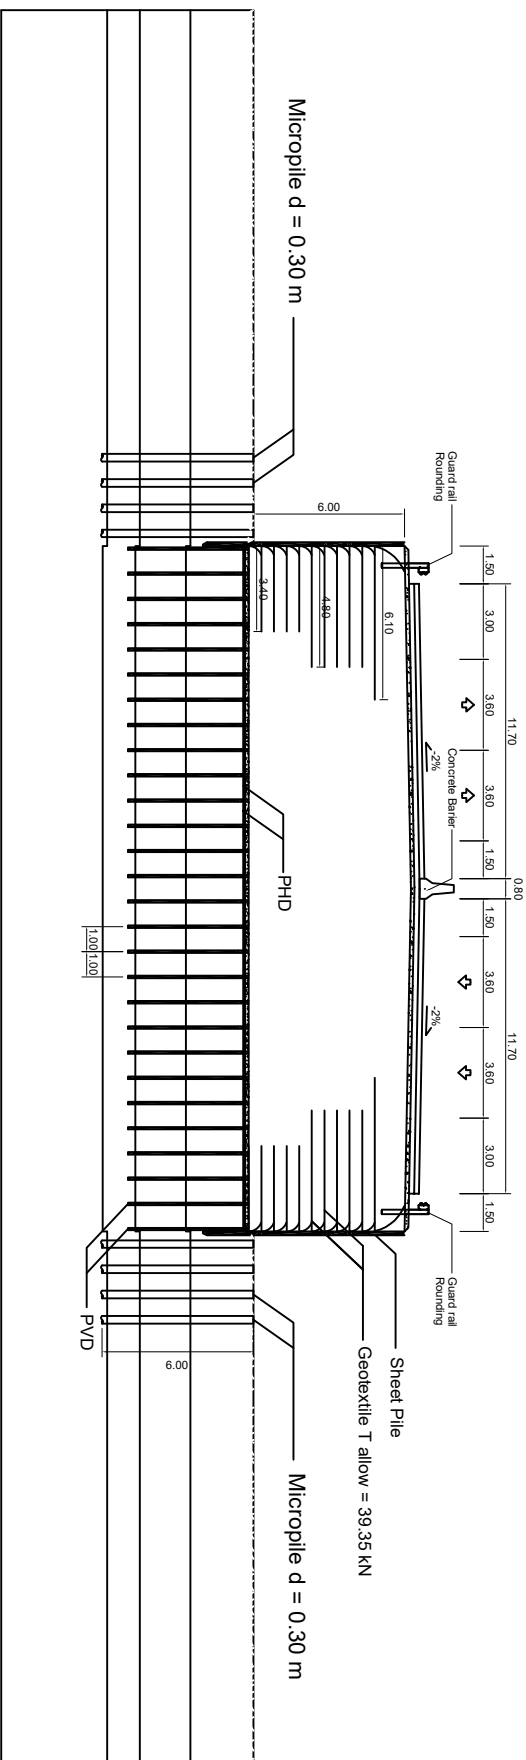 1.50
3.00
3.60
3.60
1.50
0.80
1.50
3.60
3.60
3.00
1.50
11.70
11.70
Guard rail
Rounding
Guard rail
Rounding
-2%
Concrete Barier
-2%
6.00
6.10
4.80
3.40
Micropile d = 0.30 m
Sheet Pile
Geotextile T allow = 39.35 kN
PHD
Micropile d = 0.30 m
1.00
1.00
6.00
PVD